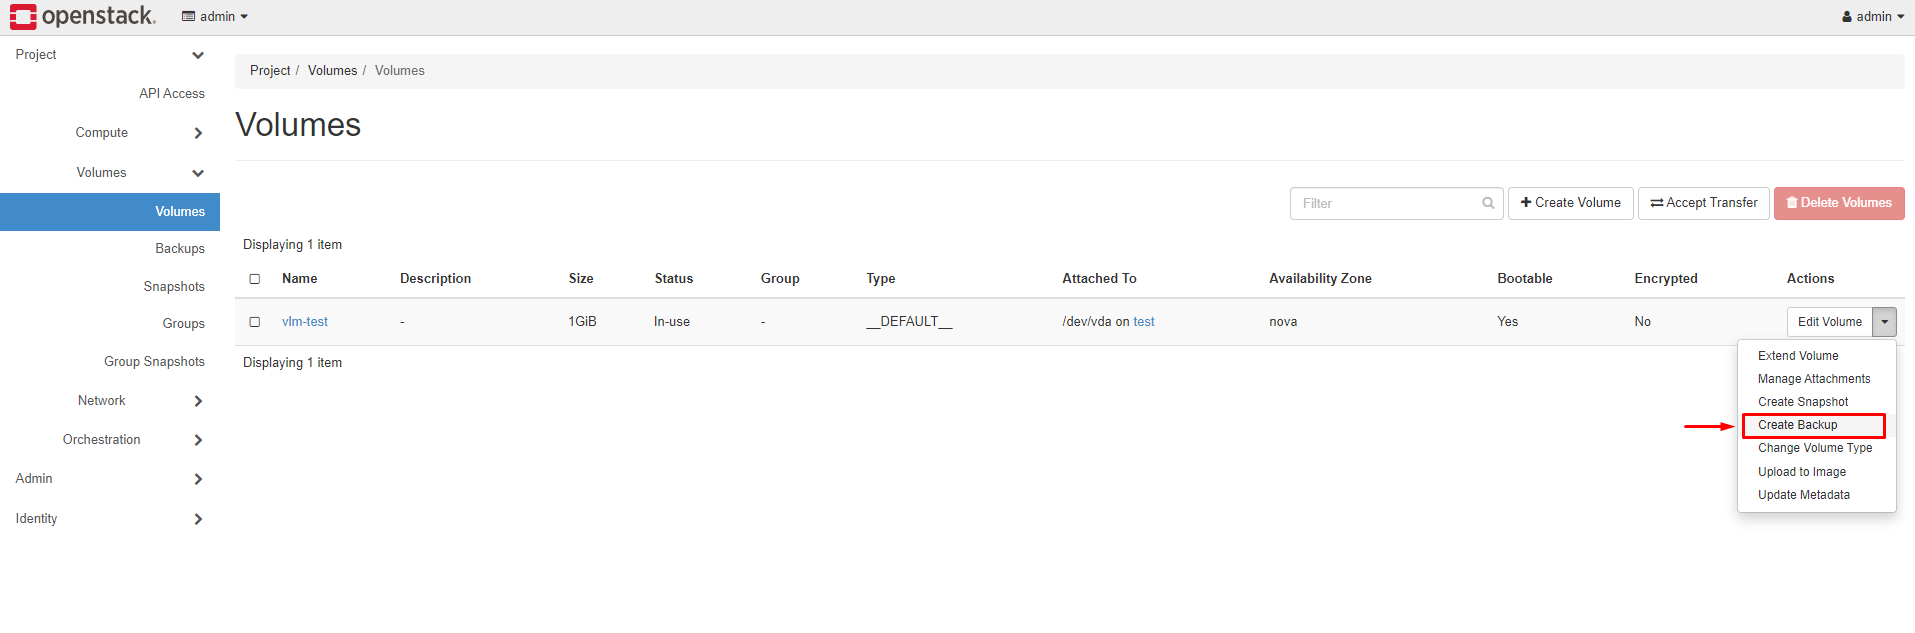 openstack. admin admin
Project
API Access
Compute
Volumes
Volumes
Backups
Snapshots
Groups
Group Snapshots
Network
Orchestration
Admin
Identity
Project / Volumes / Volumes
Volumes
Filter + Create Volume Accept Transfer Delete Volumes
Displaying 1 item
Name Description Size Status Group Type Attached To Availability Zone Bootable Encrypted Actions
vlm-test - 1GiB In-use - __DEFAULT__ /dev/vda on test nova Yes No Edit Volume
Displaying 1 item
Extend Volume
Manage Attachments
Create Snapshot
Create Backup
Change Volume Type
Upload to Image
Update Metadata